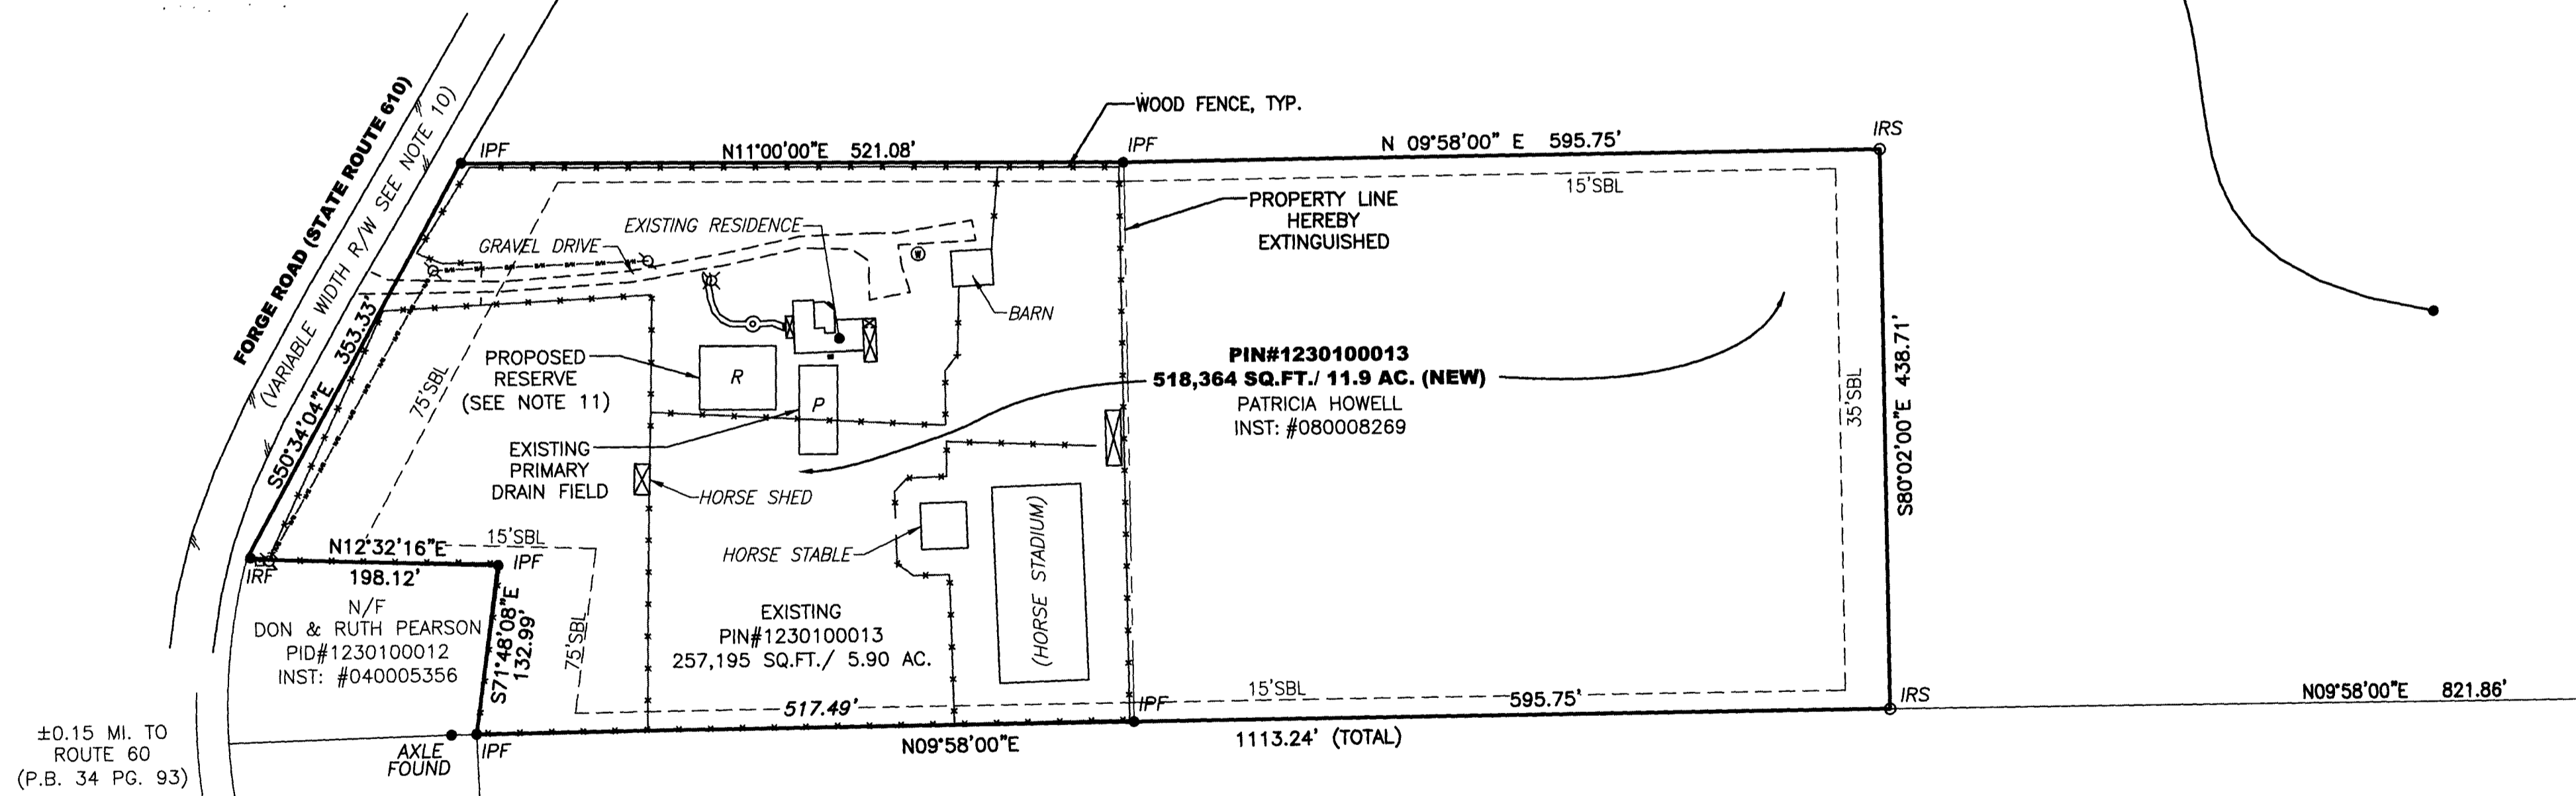 FORGE ROAD (STATE ROUTE 610)
(VARIABLE WIDTH R/W SEE NOTE 10)
IPF
N11°00'00"E 521.08'
WOOD FENCE, TYP.
IPF
N 09°58'00" E 595.75'
IRS
15'SBL
PROPERTY LINE
HEREBY
EXTINGUISHED
EXISTING RESIDENCE
GRAVEL DRIVE
W
BARN
S50°34'04"E 353.33'
75'SBL
PROPOSED
RESERVE
(SEE NOTE 11)
R
P
EXISTING
PRIMARY
DRAIN FIELD
HORSE SHED
PIN#1230100013
518,364 SQ.FT./ 11.9 AC. (NEW)
PATRICIA HOWELL
INST: #080008269
35'SBL
S80°02'00"E 438.71'
HORSE STABLE
(HORSE STADIUM)
N12°32'16"E
15'SBL
IPF
IRF
198.12'
N/F
DON & RUTH PEARSON
PID#1230100012
INST: #040005356
S71°48'08"E
132.99'
75'SBL
EXISTING
PIN#1230100013
257,195 SQ.FT./ 5.90 AC.
517.49'
IPF
15'SBL
595.75'
IRS
N09°58'00"E 821.86'
±0.15 MI. TO
ROUTE 60
(P.B. 34 PG. 93)
AXLE
FOUND
IPF
N09°58'00"E
1113.24' (TOTAL)